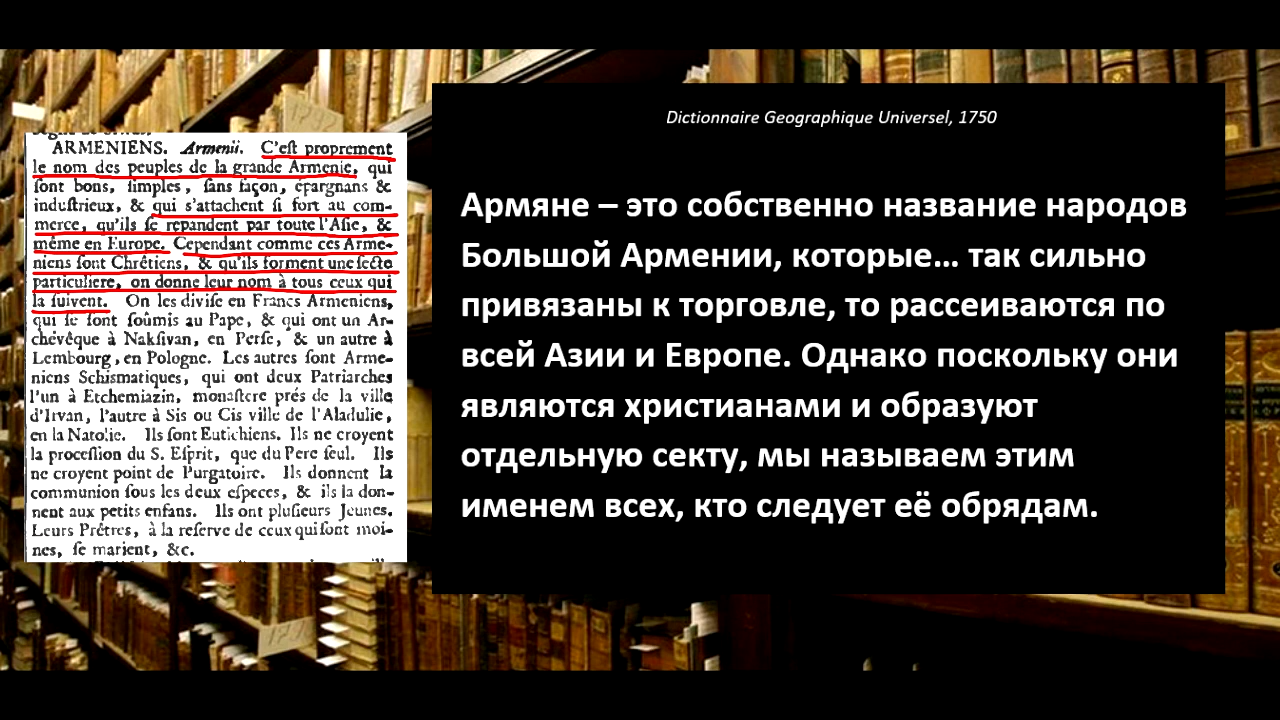 ARMENIENS. Armenii. C'eſt proprement
le nom des peuples de la grande Armenie, qui
ſont bons, ſimples, ſans façon, épargnans &
induſtrieux, & qui s'attachent ſi fort au com-
merce, qu'ils ſe répandent par toute l'Aſie, &
même en Europe. Cependant comme ces Arme-
niens ſont Chrêtiens, & qu'ils forment une ſecte
particuliere, on donne leur nom à tous ceux qui
la ſuivent. On les diviſe en Francs Armeniens,
qui ſe ſont ſoûmis au Pape, & qui ont un Ar-
chevêque à Nakſivan, en Perſe, & un autre à
Lembourg, en Pologne. Les autres ſont Arme-
niens Schismatiques, qui ont deux Patriarches
l'un à Etchemiazin, monaſtere prés de la ville
d'Irvan, l'autre à Sis ou Cis ville de l'Aladulie,
en la Natolie. Ils ſont Eutichiens. Ils ne croyent
la proceſſion du S. Eſprit, que du Pere ſeul. Ils
ne croyent point de Purgatoire. Ils donnent la
communion ſous les deux eſpeces, & ils la don-
nent aux petits enfans. Ils ont pluſieurs Jeunes.
Leurs Prêtres, à la reſerve de ceux qui ſont moi-
nes, ſe marient, &c.
Dictionnaire Geographique Universel, 1750
Армяне – это собственно название народов
Большой Армении, которые… так сильно
привязаны к торговле, то рассеиваются по
всей Азии и Европе. Однако поскольку они
являются христианами и образуют
отдельную секту, мы называем этим
именем всех, кто следует её обрядам.